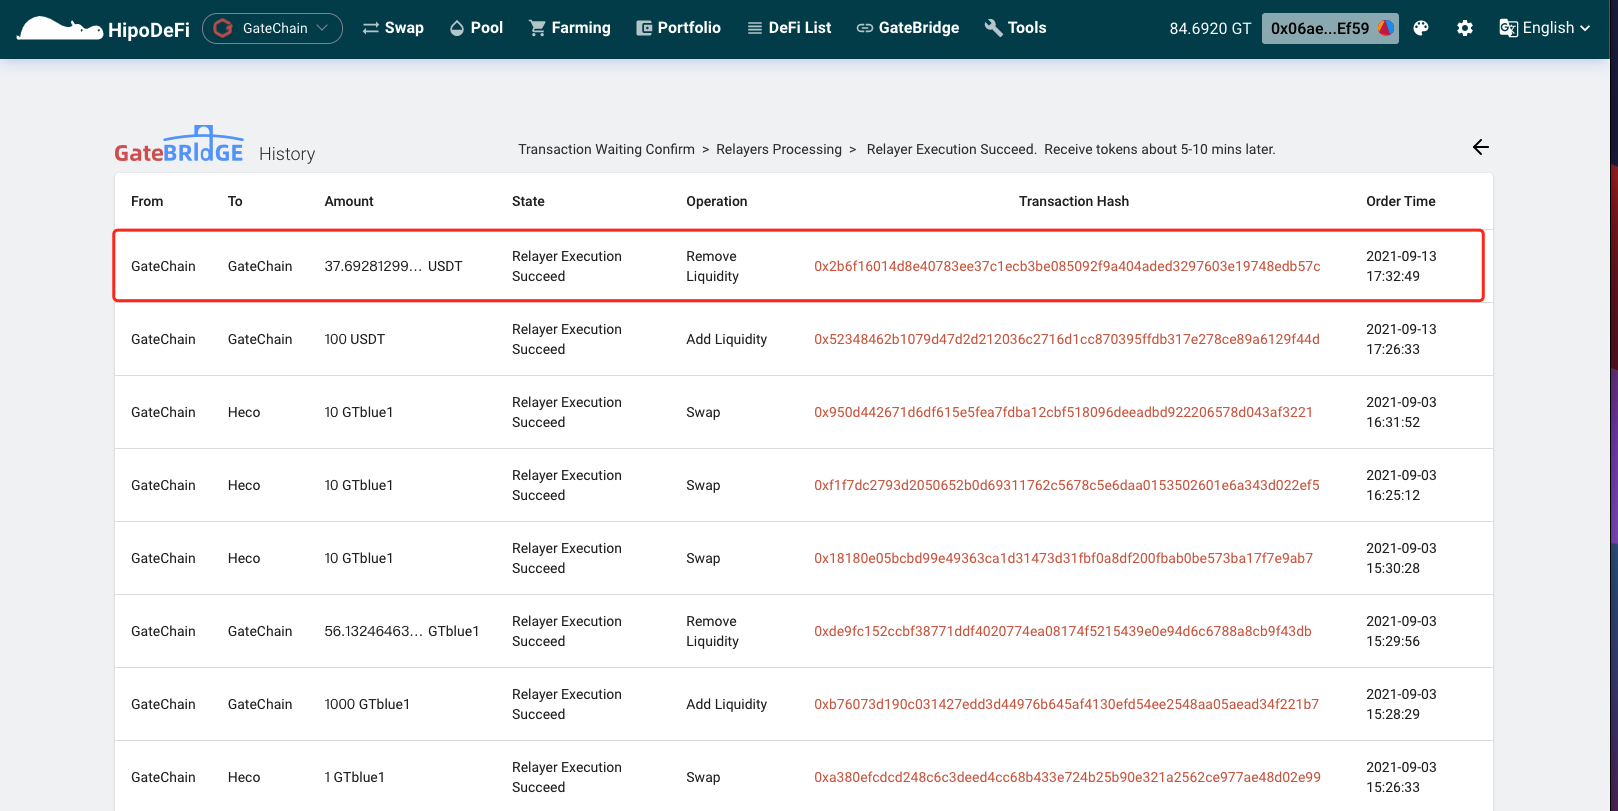 HipoDeFi GateChain Swap Pool Farming Portfolio DeFi List GateBridge Tools 84.6920 GT 0x06ae...Ef59 English
GateBRIdGE History Transaction Waiting Confirm > Relayers Processing > Relayer Execution Succeed. Receive tokens about 5-10 mins later.
From To Amount State Operation Transaction Hash Order Time
GateChain GateChain 37.69281299... USDT Relayer Execution Succeed Remove Liquidity 0x2b6f16014d8e40783ee37c1ecb3be085092f9a404aded3297603e19748edb57c 2021-09-13 17:32:49
GateChain GateChain 100 USDT Relayer Execution Succeed Add Liquidity 0x52348462b1079d47d2d212036c2716d1cc870395ffdb317e278ce89a6129f44d 2021-09-13 17:26:33
GateChain Heco 10 GTblue1 Relayer Execution Succeed Swap 0x950d442671d6df615e5fea7fdba12cbf518096deeadbd922206578d043af3221 2021-09-03 16:31:52
GateChain Heco 10 GTblue1 Relayer Execution Succeed Swap 0xf1f7dc2793d2050652b0d69311762c5678c5e6daa0153502601e6a343d022ef5 2021-09-03 16:25:12
GateChain Heco 10 GTblue1 Relayer Execution Succeed Swap 0x18180e05bcbd99e49363ca1d31473d31fbf0a8df200fbab0be573ba17f7e9ab7 2021-09-03 15:30:28
GateChain GateChain 56.13246463... GTblue1 Relayer Execution Succeed Remove Liquidity 0xde9fc152ccbf38771ddf4020774ea08174f5215439e0e94d6c6788a8cb9f43db 2021-09-03 15:29:56
GateChain GateChain 1000 GTblue1 Relayer Execution Succeed Add Liquidity 0xb76073d190c031427edd3d44976b645af4130efd54ee2548aa05aead34f221b7 2021-09-03 15:28:29
GateChain Heco 1 GTblue1 Relayer Execution Succeed Swap 0xa380efcdcd248c6c3deed4cc68b433e724b25b90e321a2562ce977ae48d02e99 2021-09-03 15:26:33